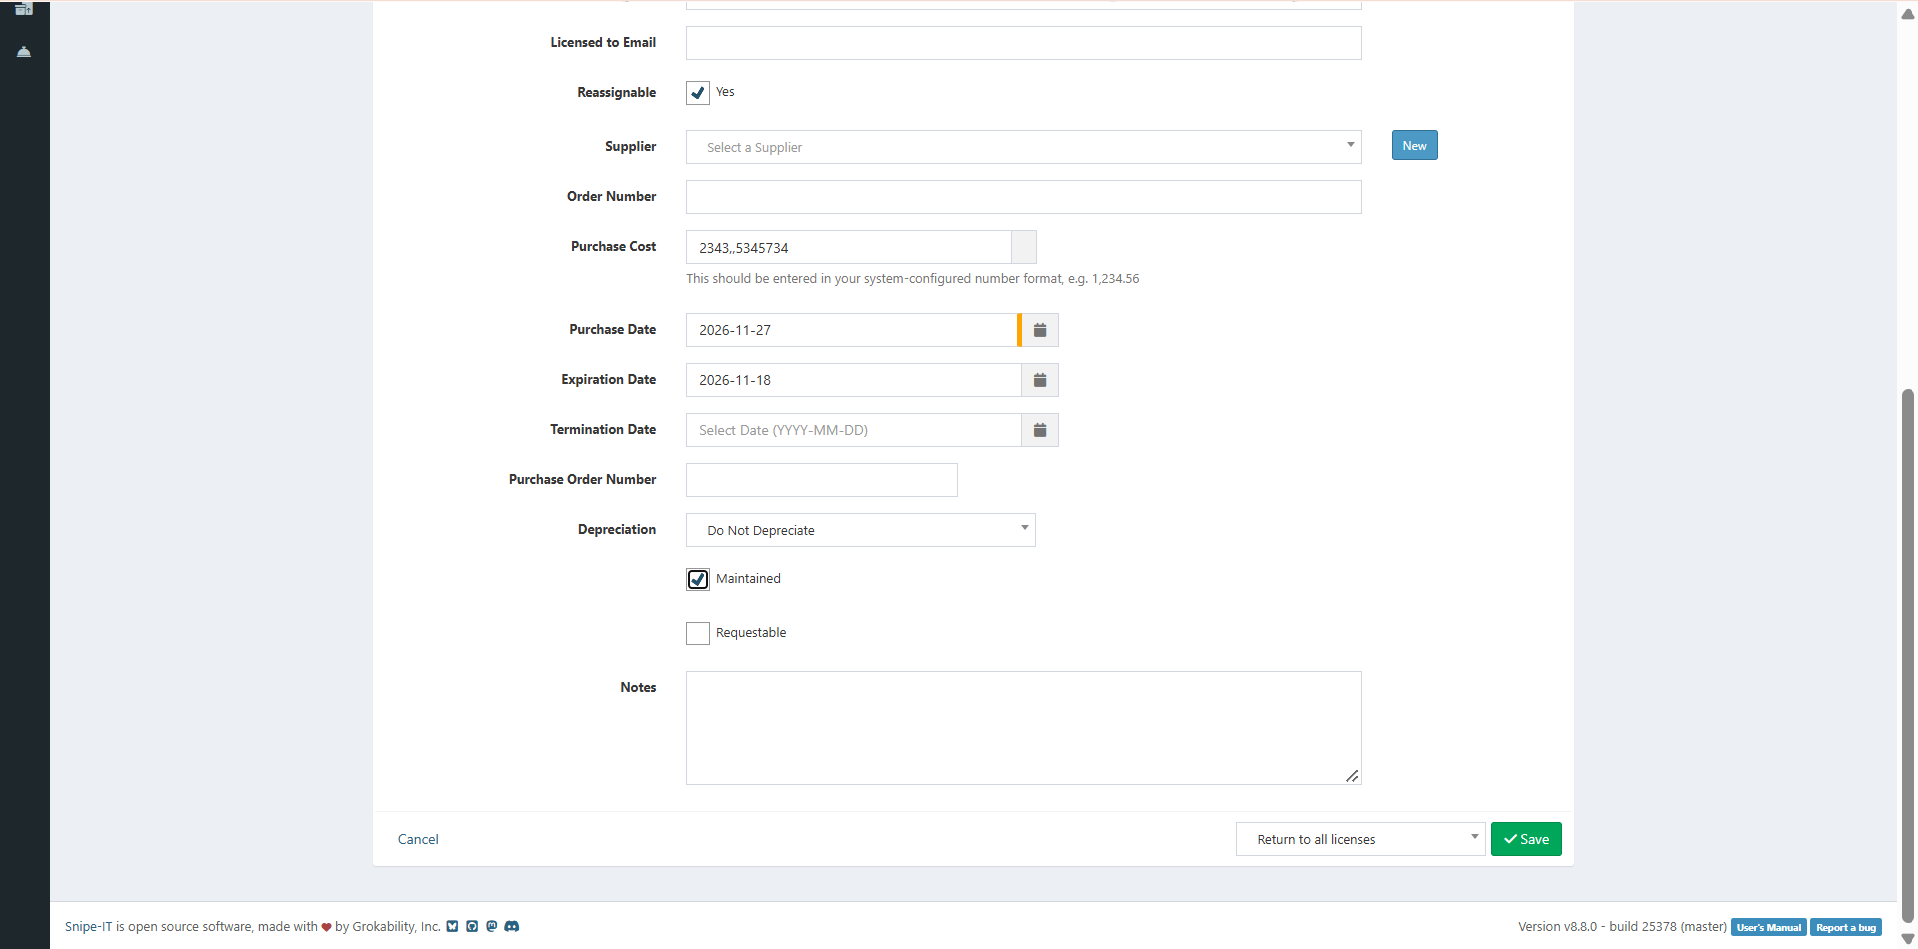 Licensed to Email
Reassignable Yes
Supplier Select a Supplier New
Order Number
Purchase Cost 2343,,5345734
This should be entered in your system-configured number format, e.g. 1,234.56
Purchase Date 2026-11-27
Expiration Date 2026-11-18
Termination Date Select Date (YYYY-MM-DD)
Purchase Order Number
Depreciation Do Not Depreciate
Maintained
Requestable
Notes
Cancel Return to all licenses Save
Snipe-IT is open source software, made with by Grokability, Inc. Version v8.8.0 - build 25378 (master) User's Manual Report a bug